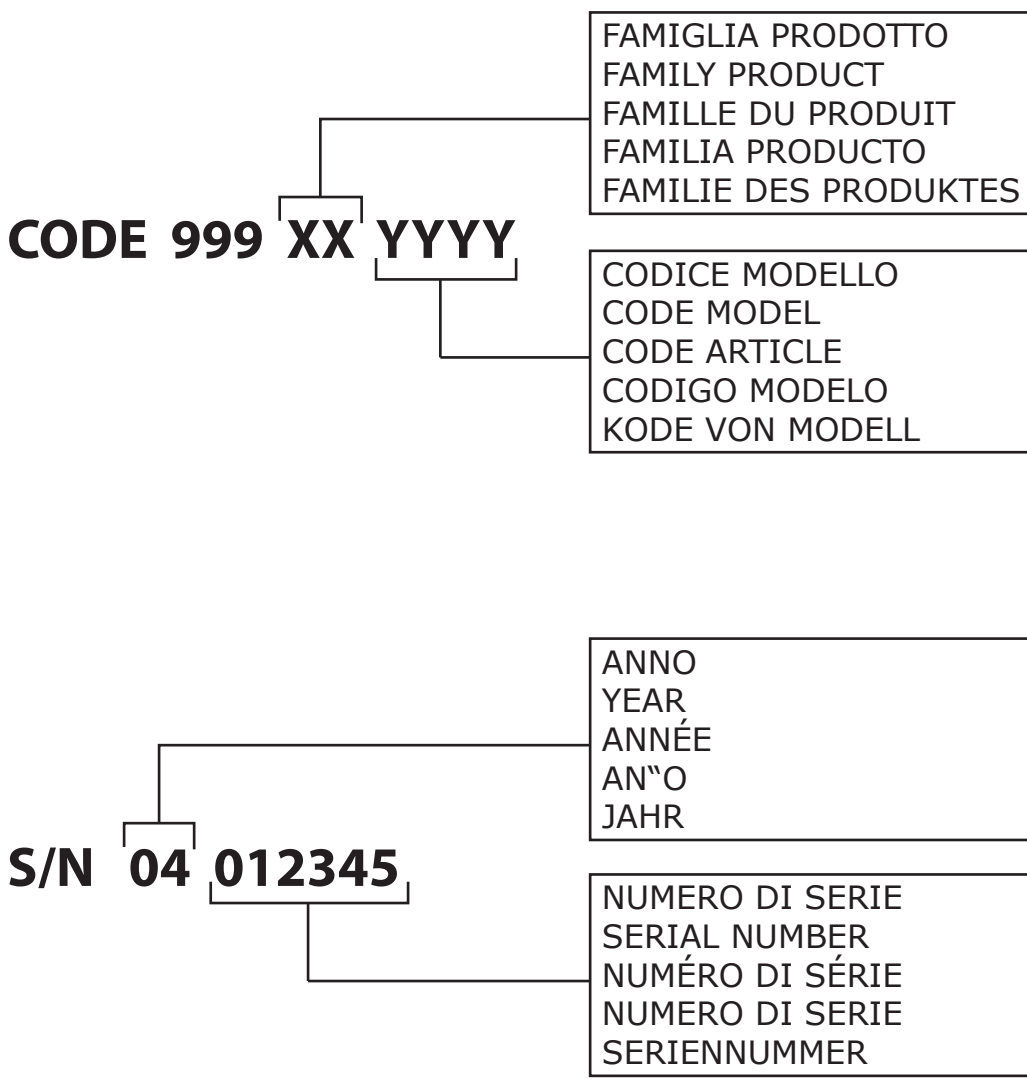 FAMIGLIA PRODOTTO
FAMILY PRODUCT
FAMILLE DU PRODUIT
FAMILIA PRODUCTO
FAMILIE DES PRODUKTES
CODE 999 XX YYYY
CODICE MODELLO
CODE MODEL
CODE ARTICLE
CODIGO MODELO
KODE VON MODELL
ANNO
YEAR
ANNÉE
AN‟O
JAHR
S/N 04 012345
NUMERO DI SERIE
SERIAL NUMBER
NUMÉRO DI SÉRIE
NUMERO DI SERIE
SERIENNUMMER